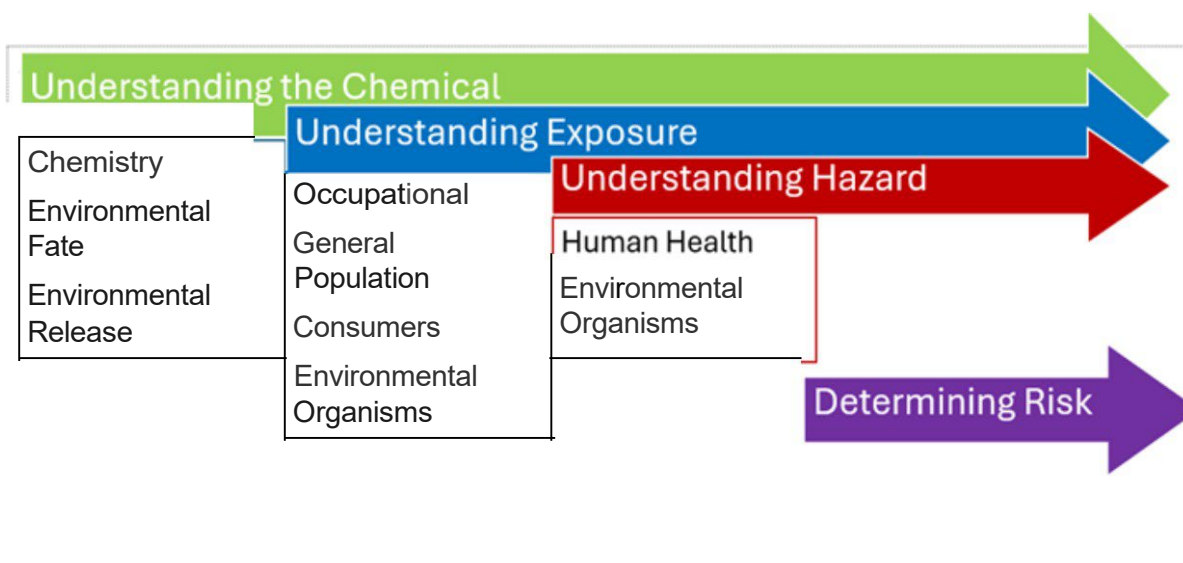 Understanding the Chemical
Understanding Exposure
Understanding Hazard
Chemistry
Environmental
Fate
Environmental
Release
Occupational
General
Population
Consumers
Environmental
Organisms
Human Health
Environmental
Organisms
Determining Risk